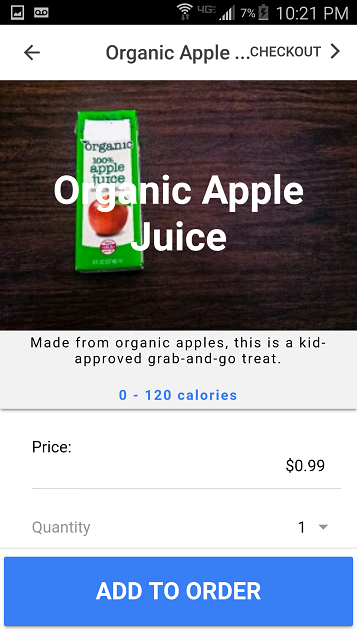 4G 7% 10:21 PM
Organic Apple ... CHECKOUT
organic
100%
apple
juice
Organic Apple
Juice
Made from organic apples, this is a kid-
approved grab-and-go treat.
0 - 120 calories
Price:
$0.99
Quantity 1
ADD TO ORDER